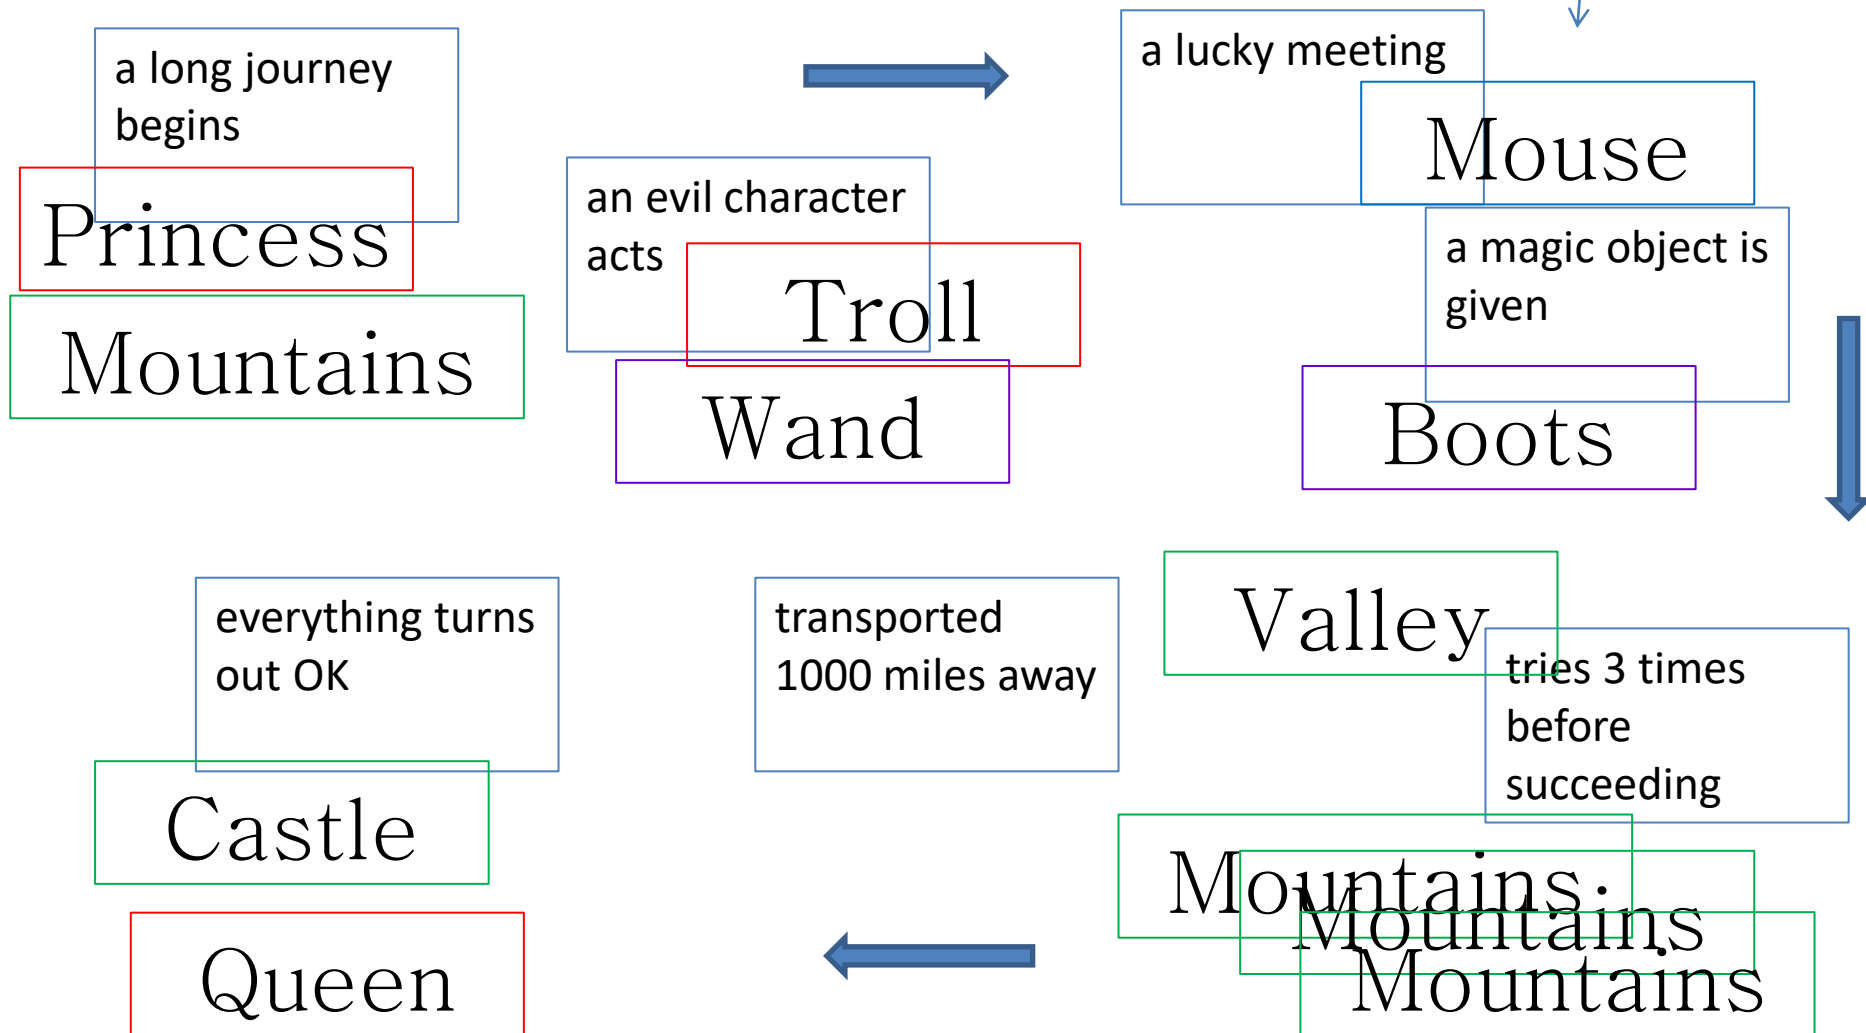 a long journey
begins
Princess
Mountains
an evil character
acts
Troll
Wand
a lucky meeting
Mouse
a magic object is
given
Boots
Valley
tries 3 times
before
succeeding
Mountains
Mountains
Mountains
transported
1000 miles away
everything turns
out OK
Castle
Queen